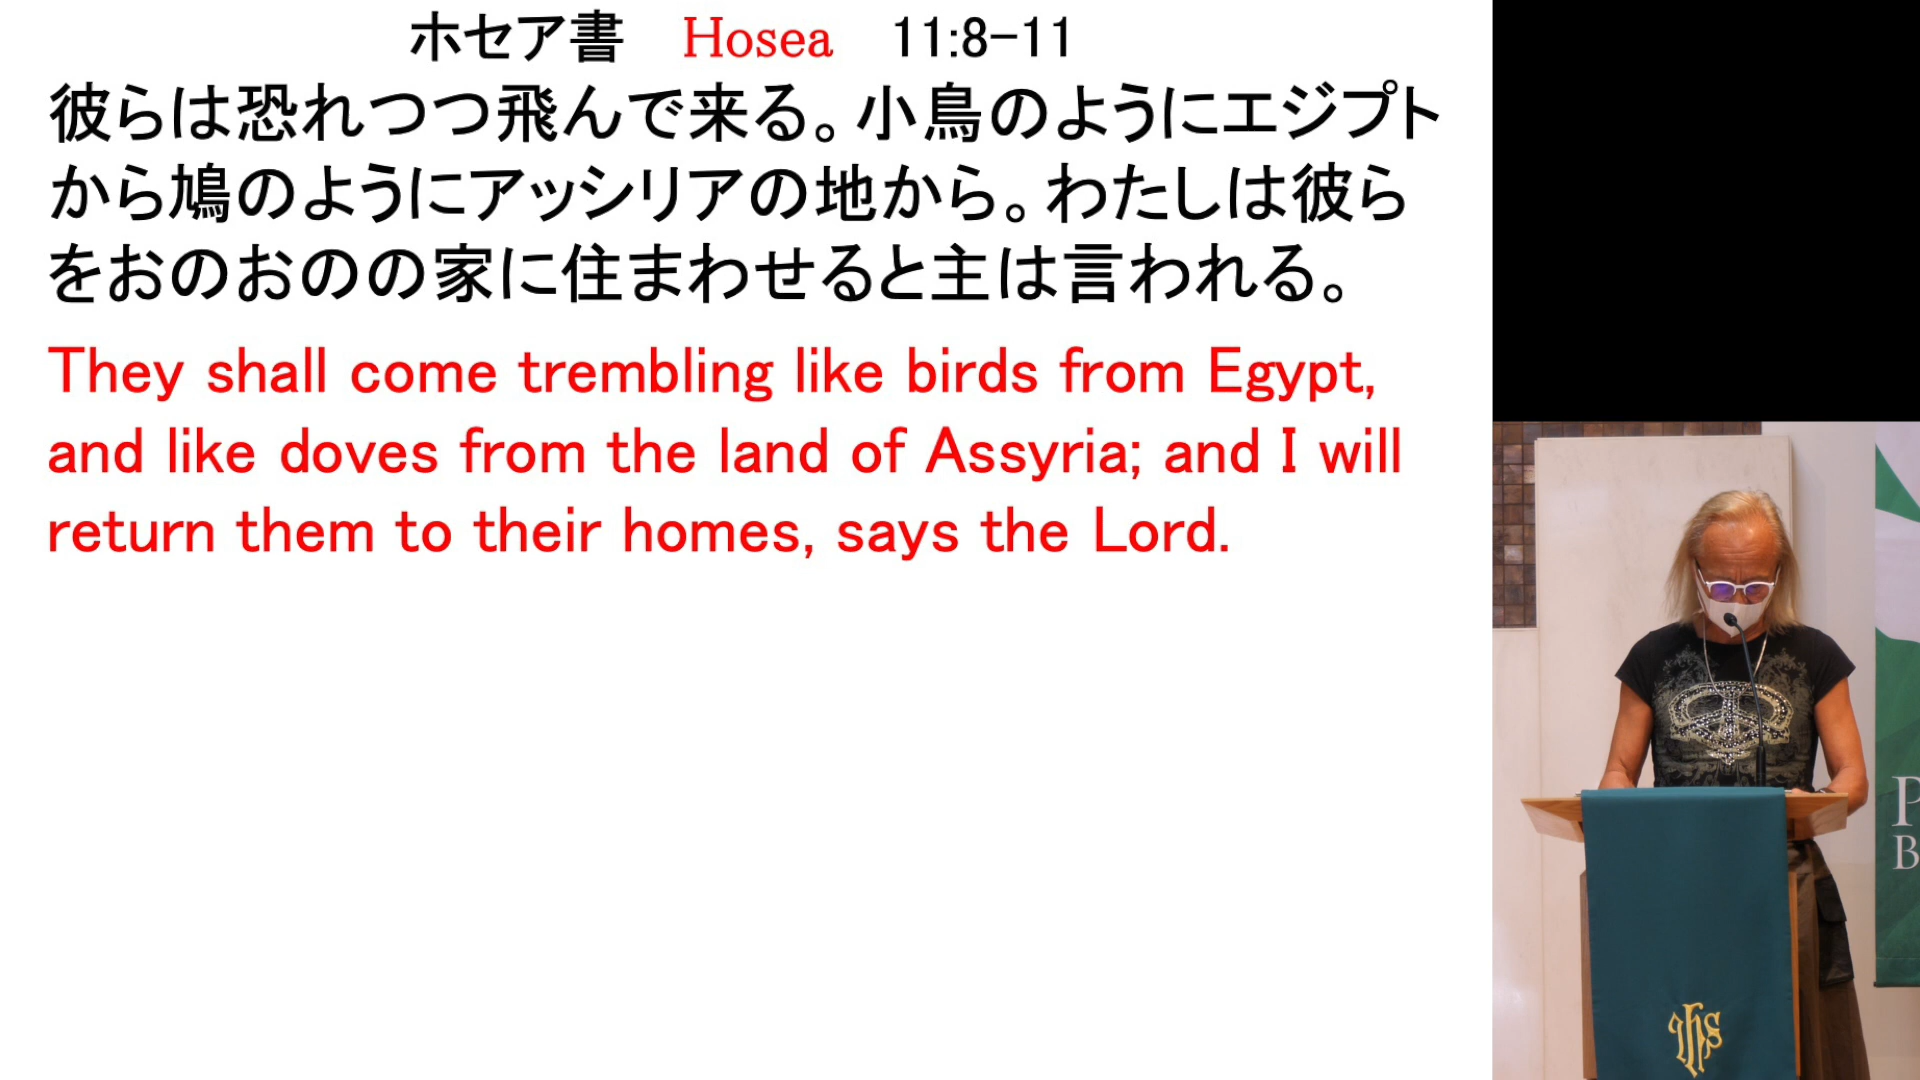 ホセア書 Hosea 11:8-11
彼らは恐れつつ飛んで来る。小鳥のようにエジプト
から鳩のようにアッシリアの地から。わたしは彼ら
をおのおのの家に住まわせると主は言われる。
They shall come trembling like birds from Egypt,
and like doves from the land of Assyria; and I will
return them to their homes, says the Lord.
P
B
IHS